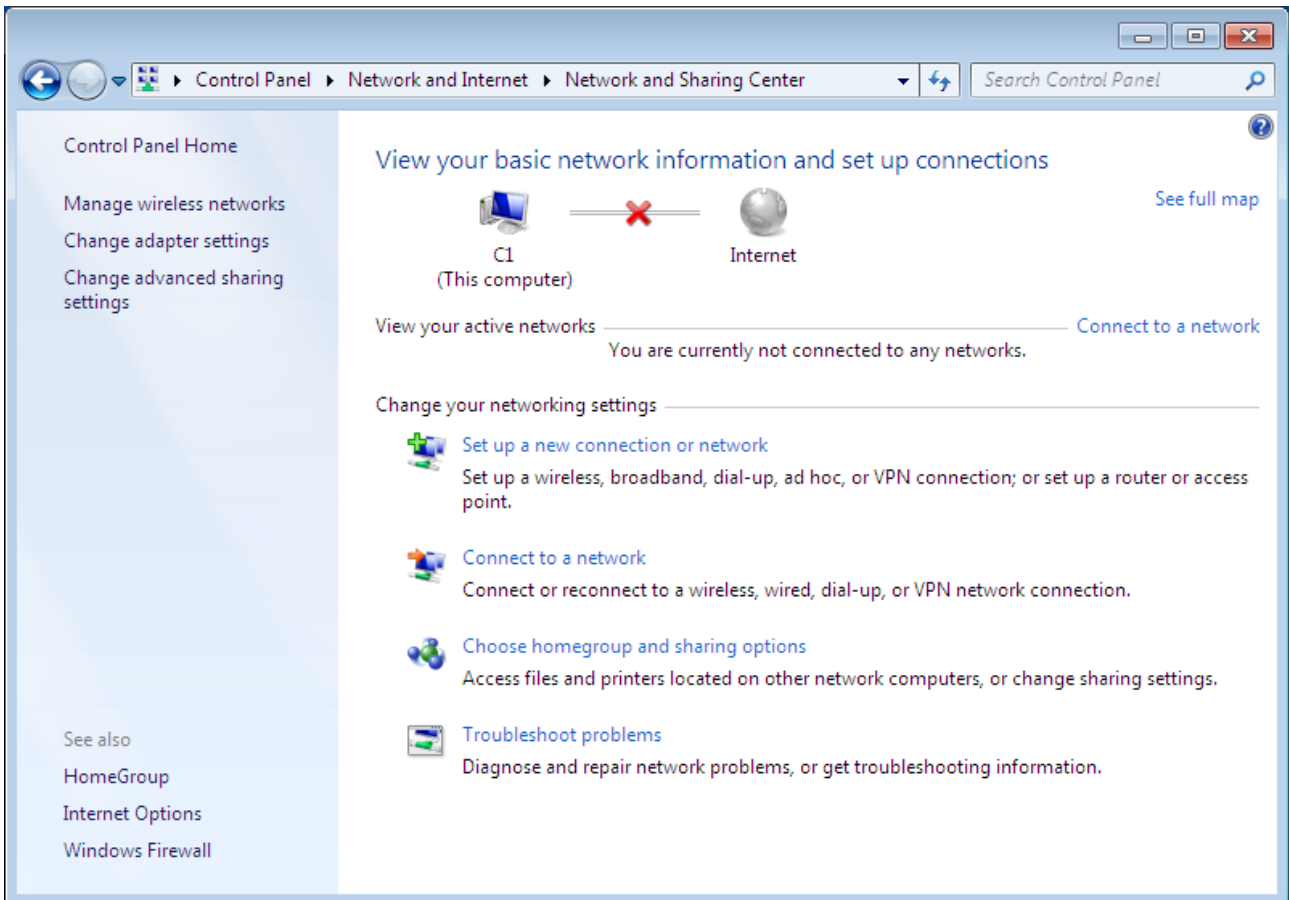 Control Panel Network and Internet Network and Sharing Center Search Control Panel
Control Panel Home
Manage wireless networks
Change adapter settings
Change advanced sharing
settings
See also
HomeGroup
Internet Options
Windows Firewall
View your basic network information and set up connections
See full map
C1
(This computer)
Internet
View your active networks Connect to a network
You are currently not connected to any networks.
Change your networking settings
Set up a new connection or network
Set up a wireless, broadband, dial-up, ad hoc, or VPN connection; or set up a router or access
point.
Connect to a network
Connect or reconnect to a wireless, wired, dial-up, or VPN network connection.
Choose homegroup and sharing options
Access files and printers located on other network computers, or change sharing settings.
Troubleshoot problems
Diagnose and repair network problems, or get troubleshooting information.